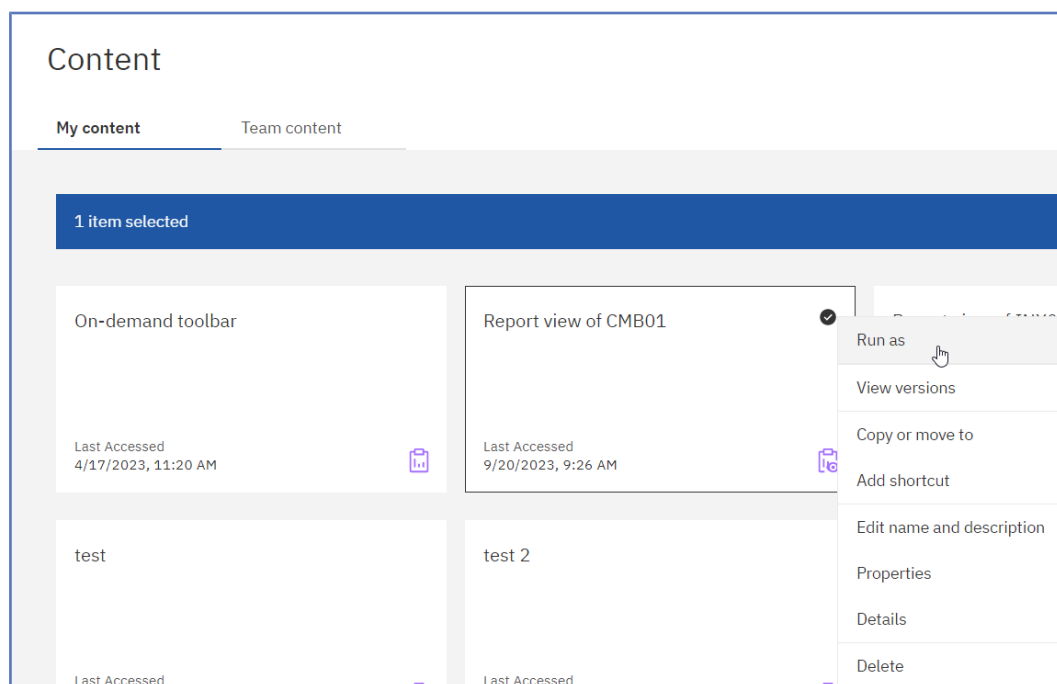 Content
My content
Team content
1 item selected
On-demand toolbar
Last Accessed
4/17/2023, 11:20 AM
Report view of CMB01
Last Accessed
9/20/2023, 9:26 AM
Run as
View versions
Copy or move to
Add shortcut
Edit name and description
Properties
Details
Delete
test
Last Accessed
test 2
Last Accessed